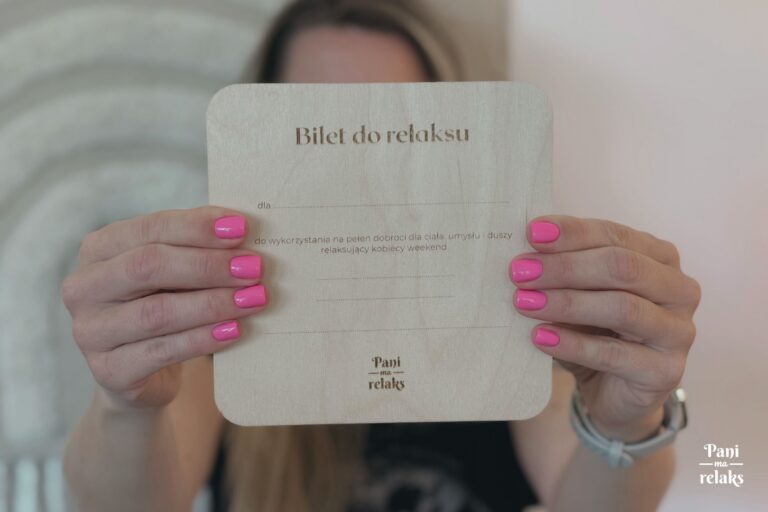 Bilet do relaksu
dla
do wykorzystania na pełen dobroci dla ciała, umysłu i duszy
relaksujący kobiecy weekend
Pani
ma
relaks
Pani
ma
relaks